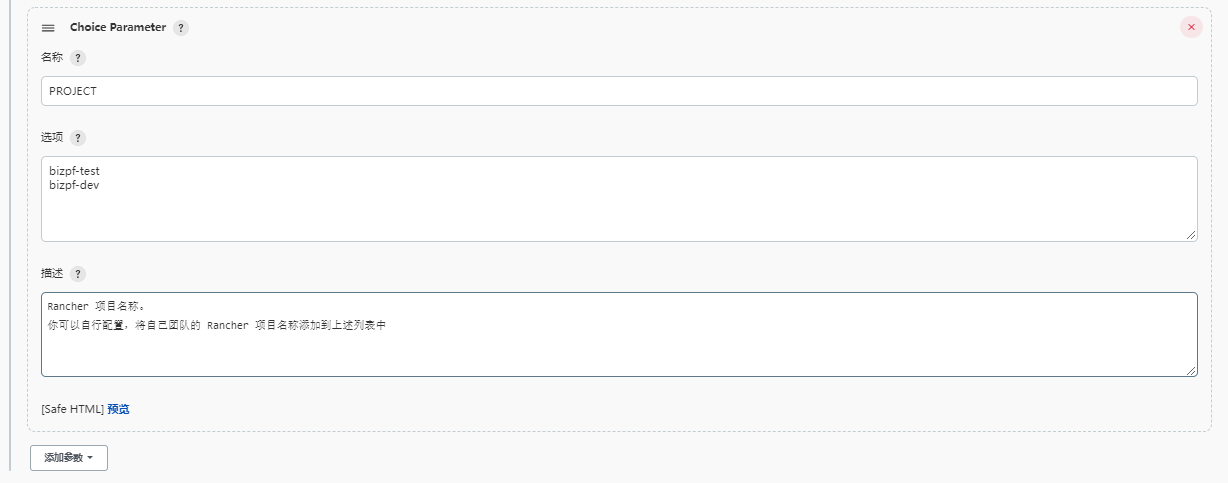 Choice Parameter ?
名称 ?
PROJECT
选项 ?
bizpf-test
bizpf-dev
描述 ?
Rancher 项目名称。
你可以自行配置，将自己团队的 Rancher 项目名称添加到上述列表中
[Safe HTML] 预览
添加参数